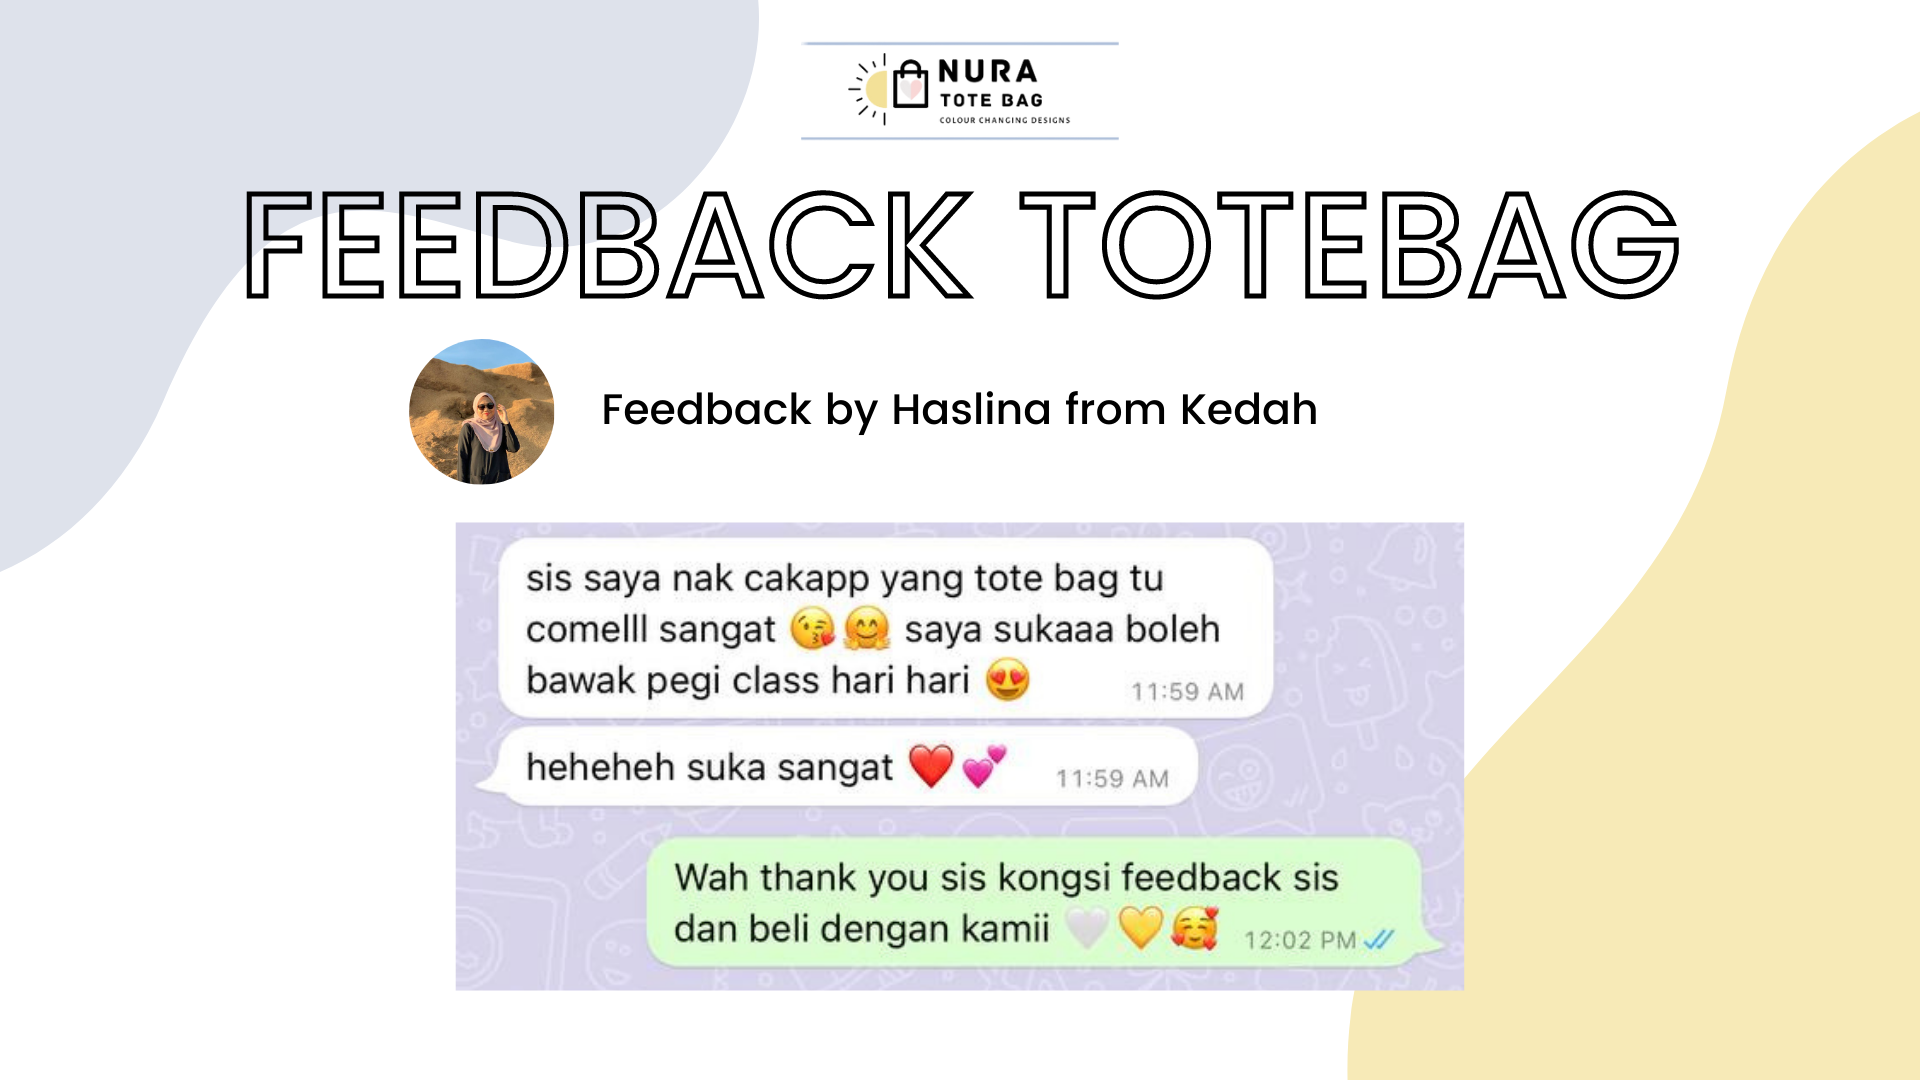 NURA
TOTE BAG
COLOUR CHANGING DESIGNS
FEEDBACK TOTEBAG
Feedback by Haslina from Kedah
sis saya nak cakapp yang tote bag tu
comelll sangat 😘🤗 saya sukaaa boleh
bawak pegi class hari hari 😍
11:59 AM
heheheh suka sangat ❤️💕
11:59 AM
Wah thank you sis kongsi feedback sis
dan beli dengan kamii 🤍💛🥰
12:02 PM